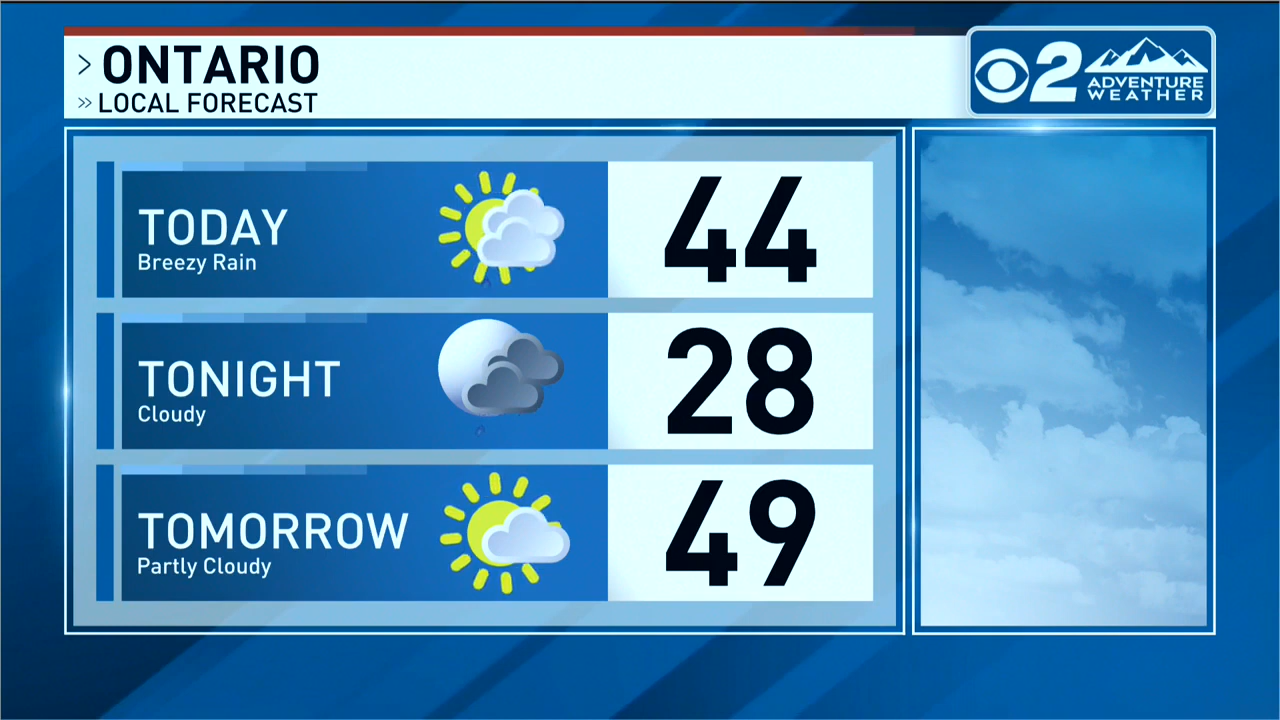 > ONTARIO
>> LOCAL FORECAST
2 ADVENTURE
WEATHER
TODAY
Breezy Rain
44
TONIGHT
Cloudy
28
TOMORROW
Partly Cloudy
49